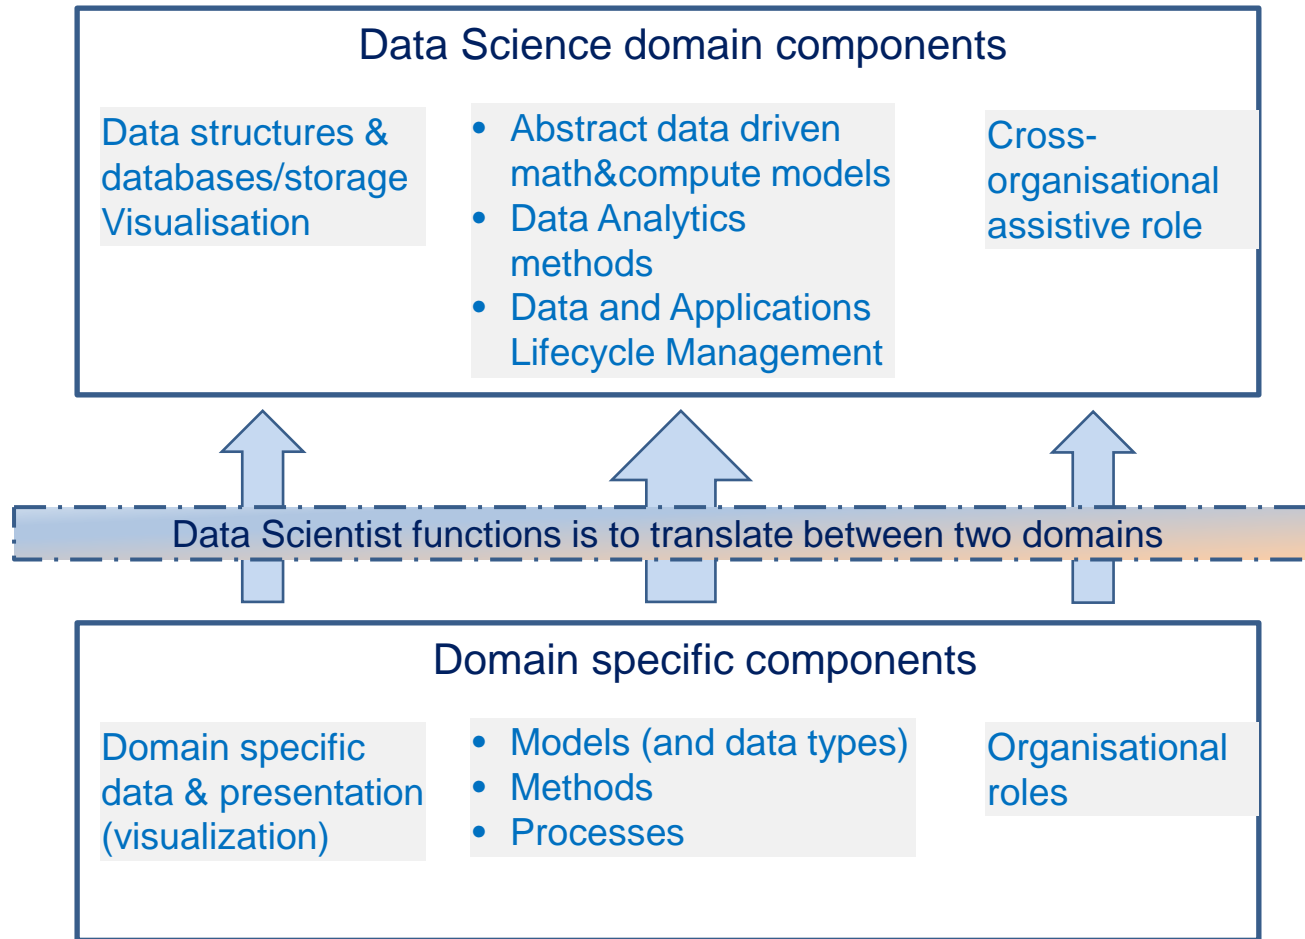 Data Science domain components
Data structures &
databases/storage
Visualisation
• Abstract data driven
math&compute models
• Data Analytics
methods
• Data and Applications
Lifecycle Management
Cross-
organisational
assistive role
Data Scientist functions is to translate between two domains
Domain specific components
Domain specific
data & presentation
(visualization)
• Models (and data types)
• Methods
• Processes
Organisational
roles